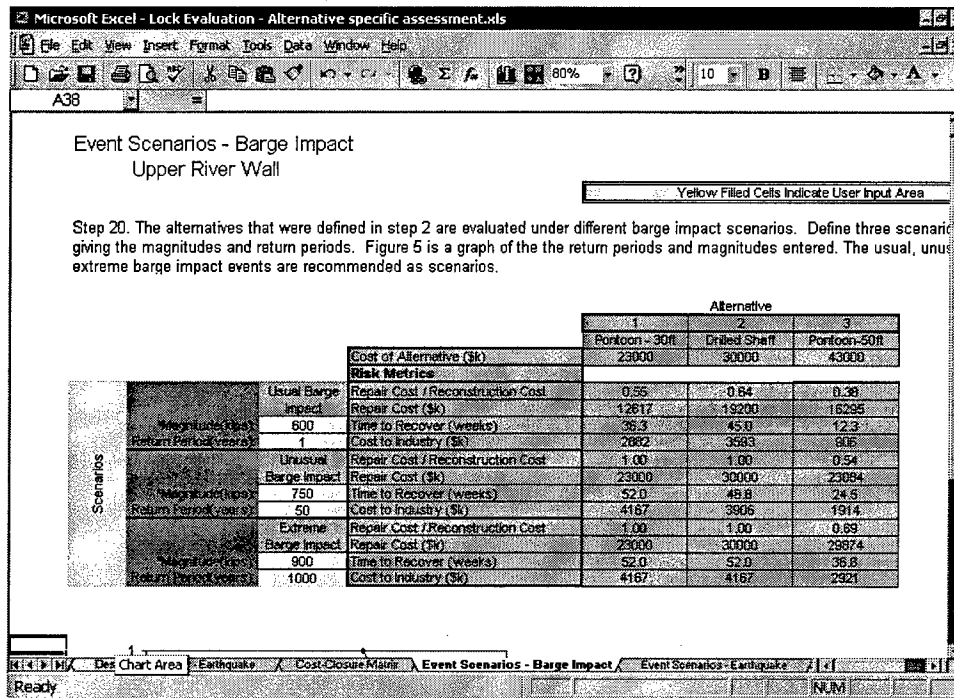 Microsoft Excel - Lock Evaluation - Alternative specific assessment.xls
File Edit View Insert Format Tools Data Window Help
80% 10 B
A38 =
Event Scenarios - Barge Impact
Upper River Wall
Yellow Filled Cells Indicate User Input Area
Step 20. The alternatives that were defined in step 2 are evaluated under different barge impact scenarios. Define three scenario
giving the magnitudes and return periods. Figure 5 is a graph of the the return periods and magnitudes entered. The usual, unus
extreme barge impact events are recommended as scenarios.
Alternative
1 2 3
Pontoon - 30ft Drilled Shaft Pontoon-50ft
Cost of Alternative ($k) 23000 30000 43000
Risk Metrics
Scenarios
Usual Barge Repair Cost / Reconstruction Cost 0.55 0.64 0.38
Impact Repair Cost ($k) 12617 19200 16295
Magnitude(kips) 600 Time to Recover (weeks) 36.3 45.0 12.3
Return Period(years) 1 Cost to Industry ($k) 2882 3593 906
Unusual Repair Cost / Reconstruction Cost 1.00 1.00 0.54
Barge Impact Repair Cost ($k) 23000 30000 23084
Magnitude(kips) 750 Time to Recover (weeks) 52.0 48.8 24.5
Return Period(years) 50 Cost to Industry ($k) 4167 3906 1914
Extreme Repair Cost / Reconstruction Cost 1.00 1.00 0.69
Barge Impact Repair Cost ($k) 23000 30000 29874
Magnitude(kips) 900 Time to Recover (weeks) 52.0 52.0 36.8
Return Period(years) 1000 Cost to Industry ($k) 4167 4167 2921
1
Des Chart Area - Earthquake Cost-Closure Matrix Event Scenarios - Barge Impact Event Scenarios - Earthquake
Ready NUM